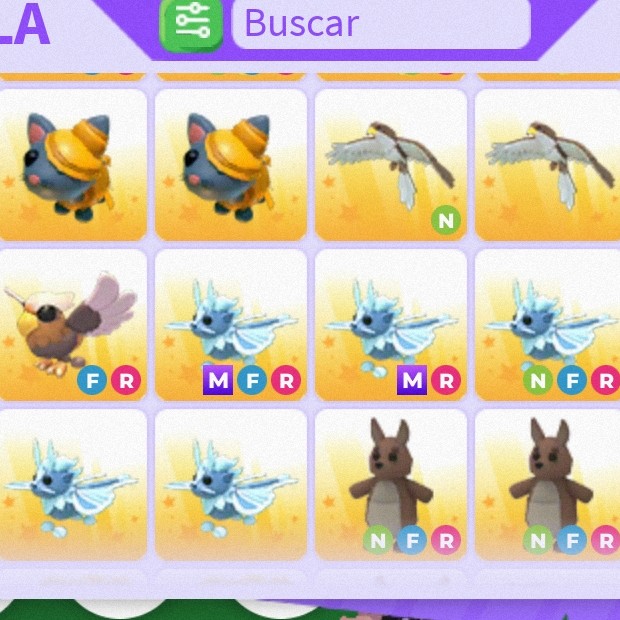 LA
Buscar
N
F R
M F R
M R
N F R
N F R
N F R